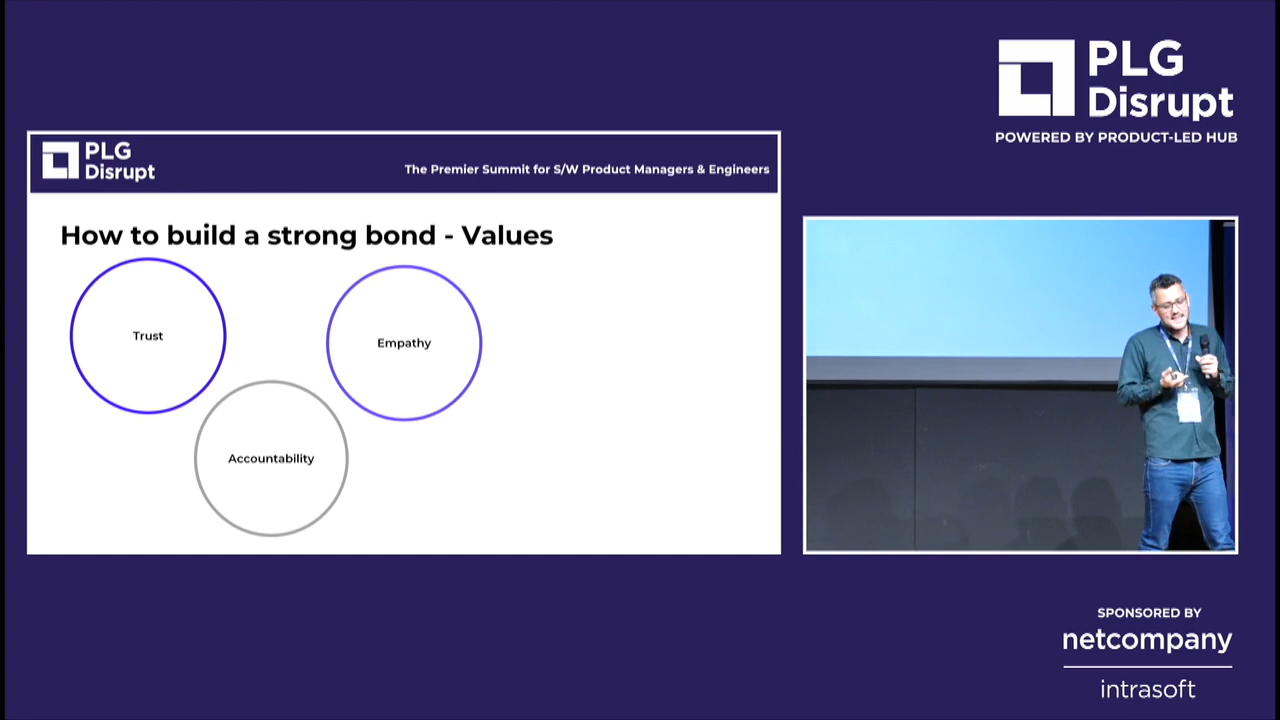 PLG
Disrupt
POWERED BY PRODUCT-LED HUB
PLG
Disrupt
The Premier Summit for S/W Product Managers & Engineers
How to build a strong bond - Values
Trust
Empathy
Accountability
SPONSORED BY
netcompany
intrasoft